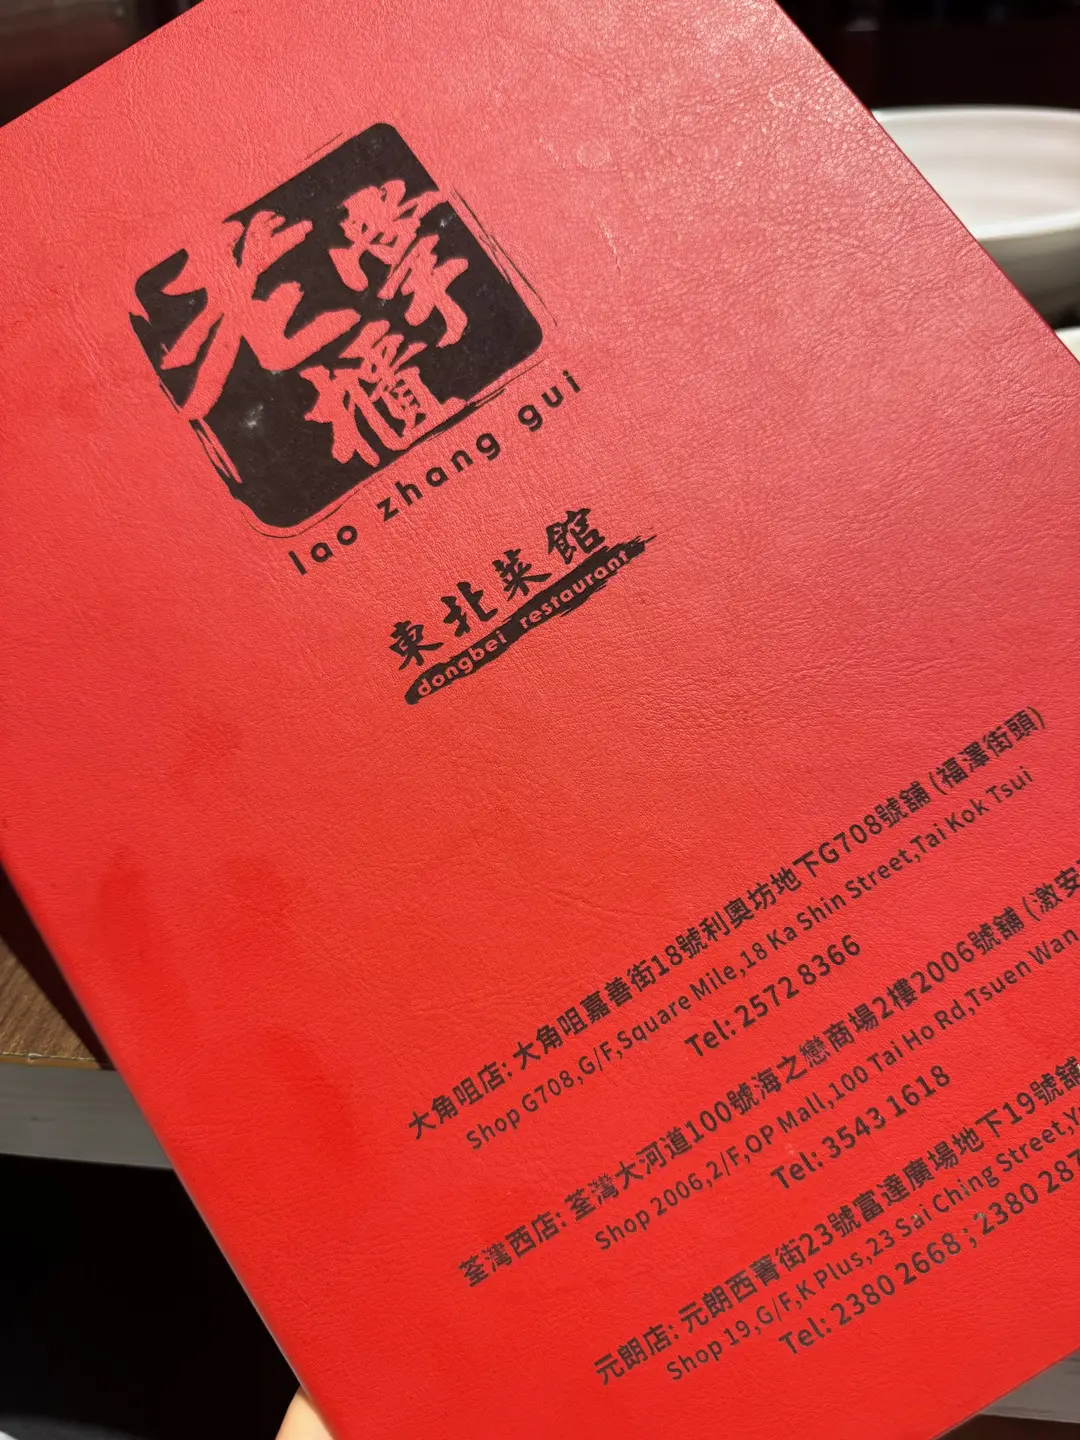 老掌櫃
lao zhang gui
東北菜館
dongbei restaurant
大角咀店: 大角咀嘉善街18號利奧坊地下G708號舖 (福澤街頭)
Shop G708,G/F,Square Mile,18 Ka Shin Street,Tai Kok Tsui
Tel: 2572 8366
荃灣西店: 荃灣大河道100號海之戀商場2樓2006號舖 (激安
Shop 2006,2/F,OP Mall,100 Tai Ho Rd,Tsuen Wan
Tel: 3543 1618
元朗店: 元朗西菁街23號富達廣場地下19號舖
Shop 19,G/F,K Plus,23 Sai Ching Street,
Tel: 2380 2668 ; 2380 287